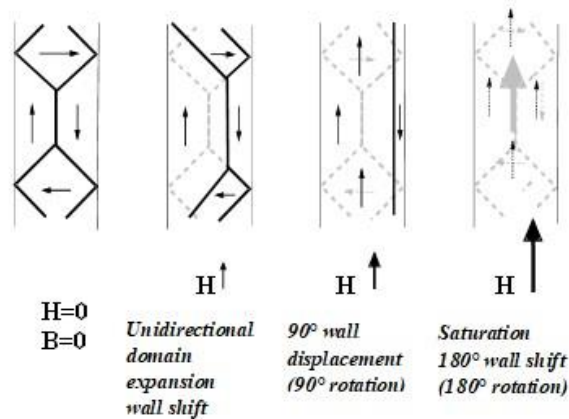 H=0
B=0
H
Unidirectional
domain
expansion
wall shift
H
90° wall
displacement
(90° rotation)
H
Saturation
180° wall shift
(180° rotation)